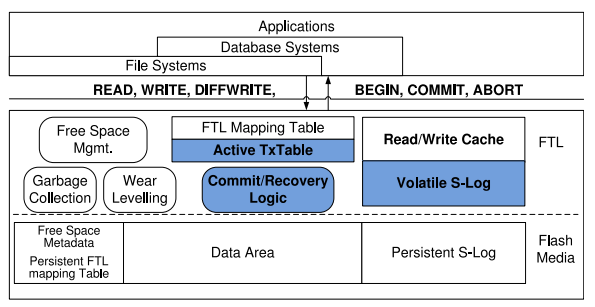 Applications
Database Systems
File Systems
READ, WRITE, DIFFWRITE,
BEGIN, COMMIT, ABORT
Free Space
Mgmt.
FTL Mapping Table
Active TxTable
Read/Write Cache
FTL
Garbage
Collection
Wear
Levelling
Commit/Recovery
Logic
Volatile S-Log
Free Space
Metadata
Persistent FTL
mapping Table
Data Area
Persistent S-Log
Flash
Media